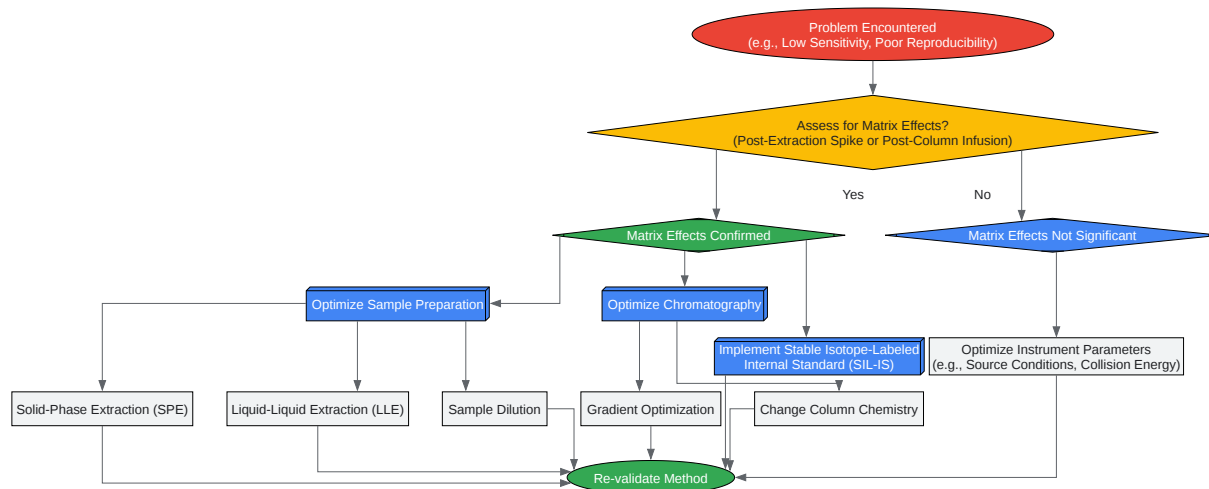 Problem Encountered
(e.g., Low Sensitivity, Poor Reproducibility)
Assess for Matrix Effects?
(Post-Extraction Spike or Post-Column Infusion)
Yes
No
Matrix Effects Confirmed
Matrix Effects Not Significant
Optimize Sample Preparation
Optimize Chromatography
Implement Stable Isotope-Labeled
Internal Standard (SIL-IS)
Optimize Instrument Parameters
(e.g., Source Conditions, Collision Energy)
Solid-Phase Extraction (SPE)
Liquid-Liquid Extraction (LLE)
Sample Dilution
Gradient Optimization
Change Column Chemistry
Re-validate Method